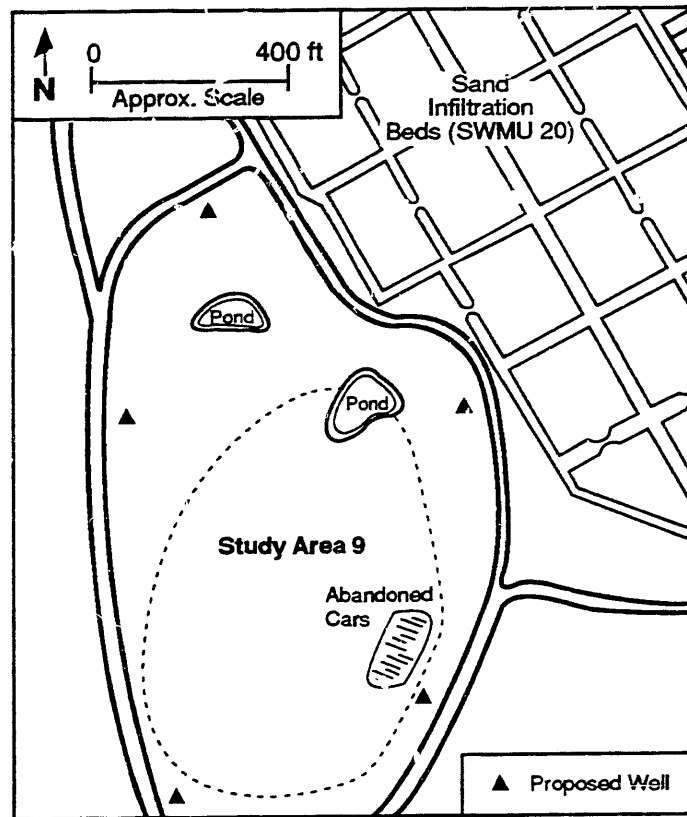 0 400 ft
N
Approx. Scale
Sand
Infiltration
Beds (SWMU 20)
Pond
Pond
Study Area 9
Abandoned
Cars
▲ Proposed Well